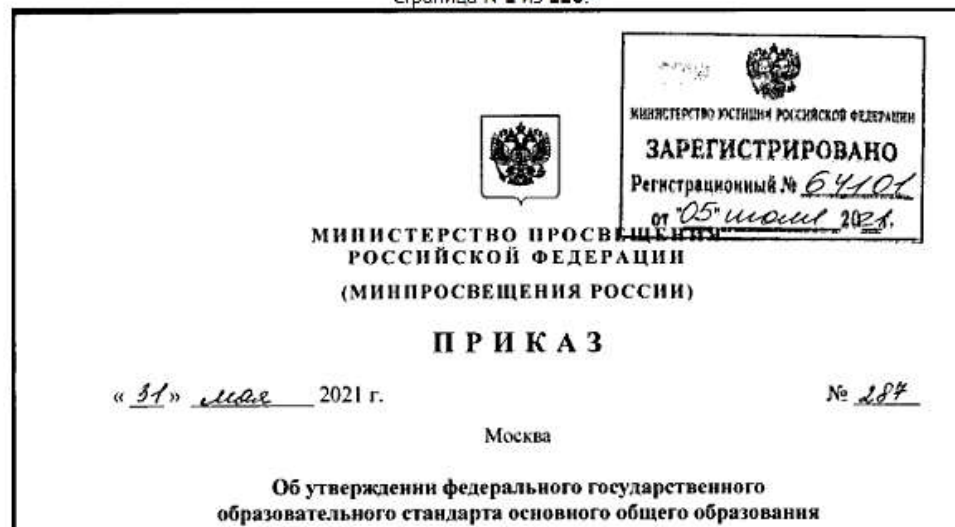 МИНИСТЕРСТВО ЮСТИЦИИ РОССИЙСКОЙ ФЕДЕРАЦИИ
ЗАРЕГИСТРИРОВАНО
Регистрационный № 64101
от "05" июля 2021.
МИНИСТЕРСТВО ПРОСВЕЩЕНИЯ
РОССИЙСКОЙ ФЕДЕРАЦИИ
(МИНПРОСВЕЩЕНИЯ РОССИИ)
ПРИКАЗ
« 31 » мая 2021 г.
№ 287
Москва
Об утверждении федерального государственного
образовательного стандарта основного общего образования